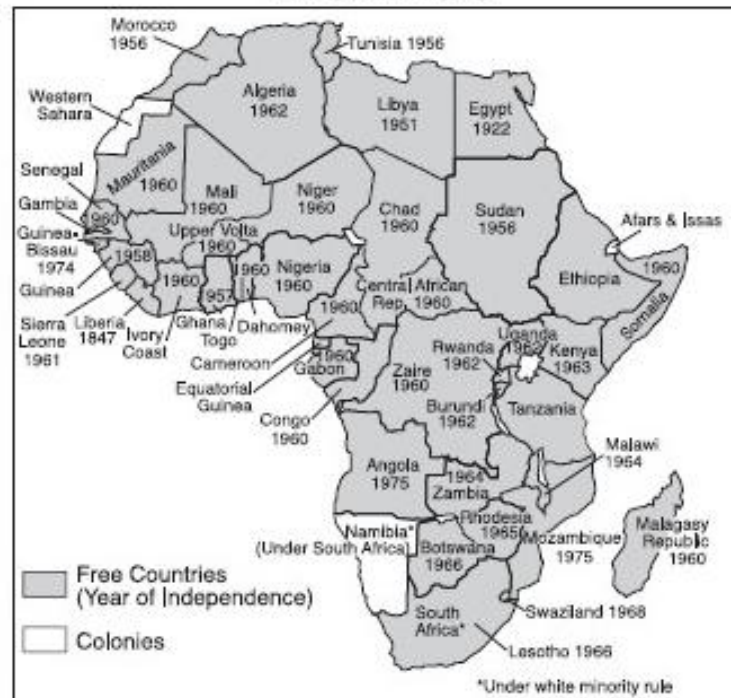 Morocco
1956
Tunisia 1956
Western
Sahara
Algeria
1962
Libya
1951
Egypt
1922
Mauritania
1960
Senegal
1960
Mali
1960
Niger
1960
Chad
1960
Sudan
1956
Afars & Issas
Gambia
Guinea-
Bissau
1974
Upper Volta
1960
1958
1960
1957
1960
Nigeria
1960
Ethiopia
1960
Somalia
Central African
Rep. 1960
1960
Guinea
Sierra
Leone
1961
Liberia
1847
Ivory
Coast
Ghana
Togo
Dahomey
Cameroon
Equatorial
Guinea
1960
Gabon
Congo
1960
Zaire
1960
Rwanda
1962
Burundi
1962
Uganda
1962
Kenya
1963
Tanzania
Malawi
1964
Angola
1975
1964
Zambia
Rhodesia
1965
Mozambique
1975
Malagasy
Republic
1960
Namibia*
(Under South Africa)
Botswana
1966
South
Africa*
Swaziland 1968
Lesotho 1966
Free Countries
(Year of Independence)
Colonies
*Under white minority rule